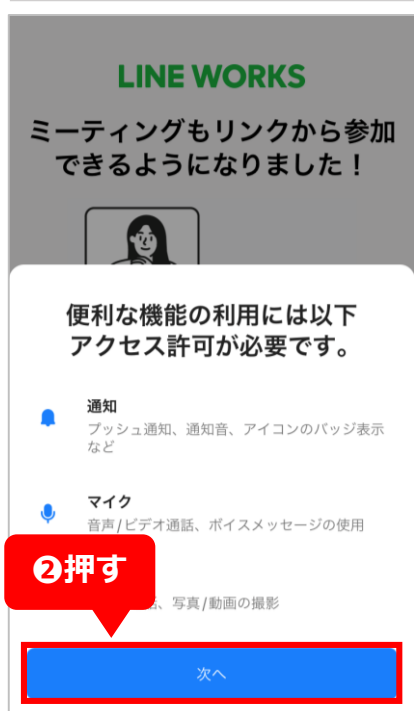 LINE WORKS
ミーティングもリンクから参加
できるようになりました！
便利な機能の利用には以下
アクセス許可が必要です。
通知
プッシュ通知、通知音、アイコンのバッジ表示
など
マイク
音声/ビデオ通話、ボイスメッセージの使用
❷押す
、写真/動画の撮影
次へ